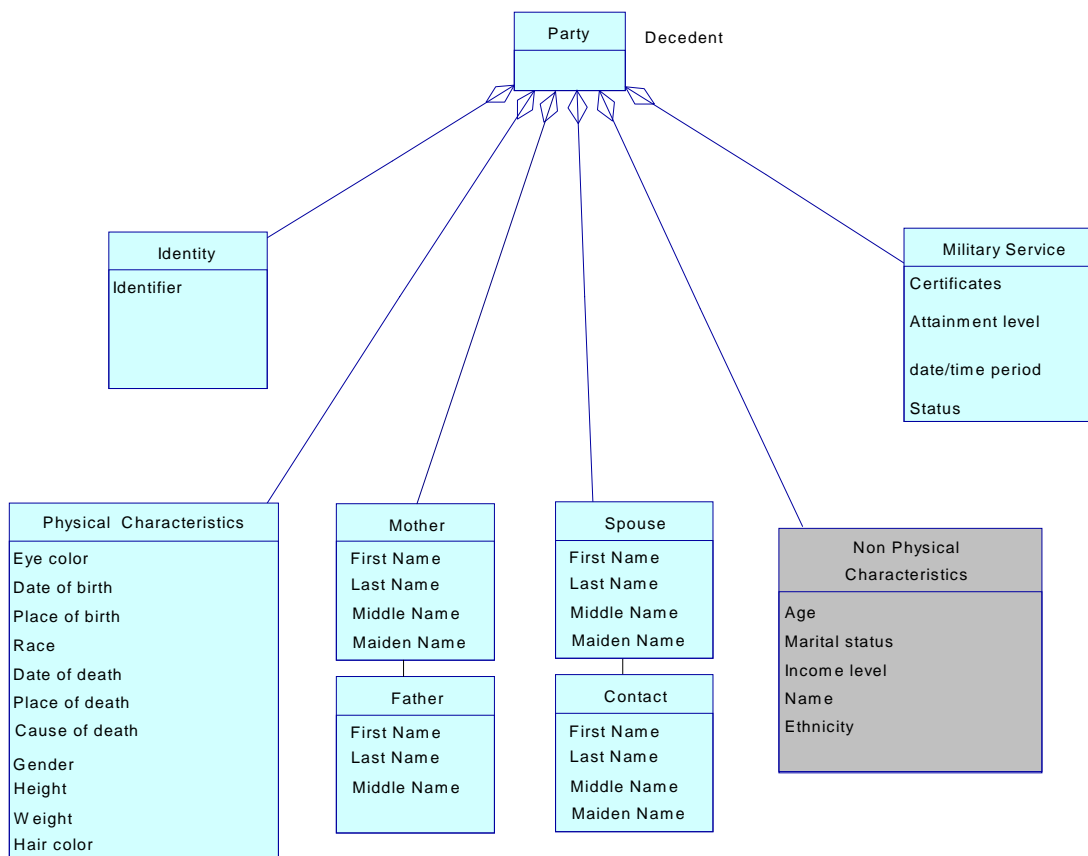 Party
Decedent
Identity
Identifier
Military Service
Certificates
Attainment level
date/time period
Status
Physical Characteristics
Eye color
Date of birth
Place of birth
Race
Date of death
Place of death
Cause of death
Gender
Height
Weight
Hair color
Mother
First Name
Last Name
Middle Name
Maiden Name
Father
First Name
Last Name
Middle Name
Spouse
First Name
Last Name
Middle Name
Maiden Name
Contact
First Name
Last Name
Middle Name
Maiden Name
Non Physical
Characteristics
Age
Marital status
Income level
Name
Ethnicity